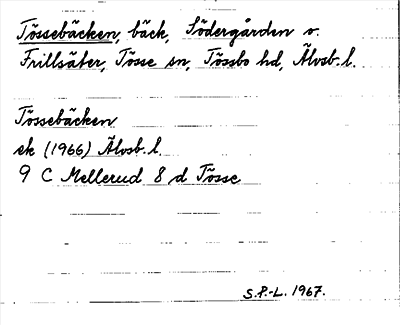 Tössebäcken, bäck, Södergården o.
Frillsäter, Tösse sn, Tössbo hd, Älvsb. l.
Tössebäcken
ek (1966) Älvsb. l.
9 C Mellerud 8 d Tösse
S.P.-L. 1967.